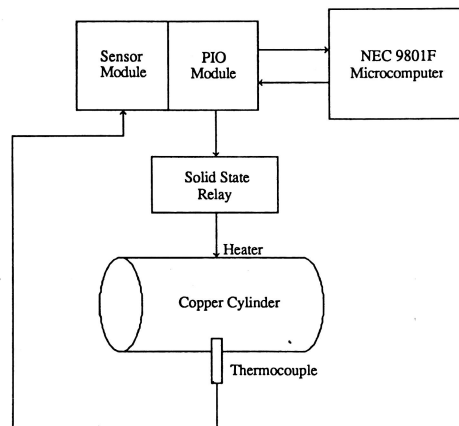 Sensor
Module
PIO
Module
NEC 9801F
Microcomputer
Solid State
Relay
Heater
Copper Cylinder
Thermocouple